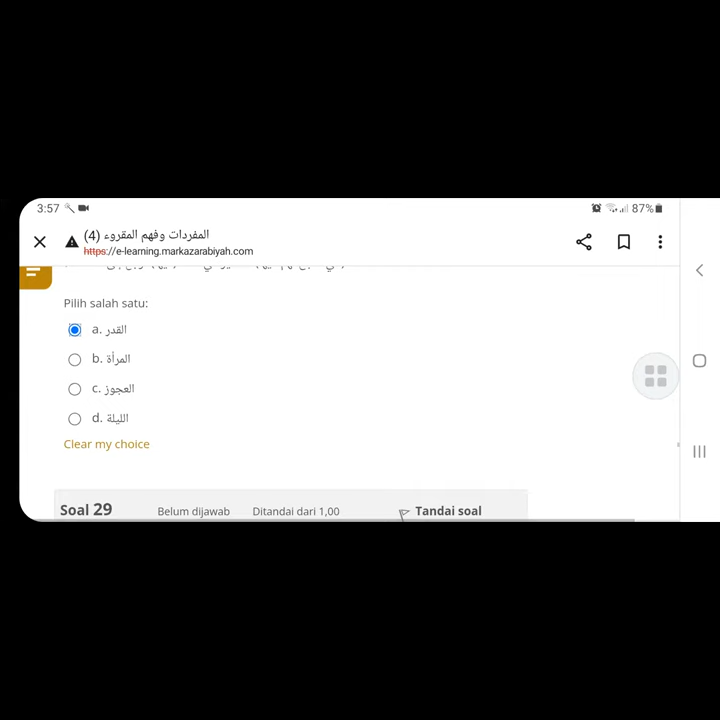 3:57
87%
المفردات وفهم المقروء (4)
https://e-learning.markazarabiyah.com
Pilih salah satu:
a. القدر
b. المرأة
c. العجوز
d. الليلة
Clear my choice
Soal 29 Belum dijawab Ditandai dari 1,00 Tandai soal